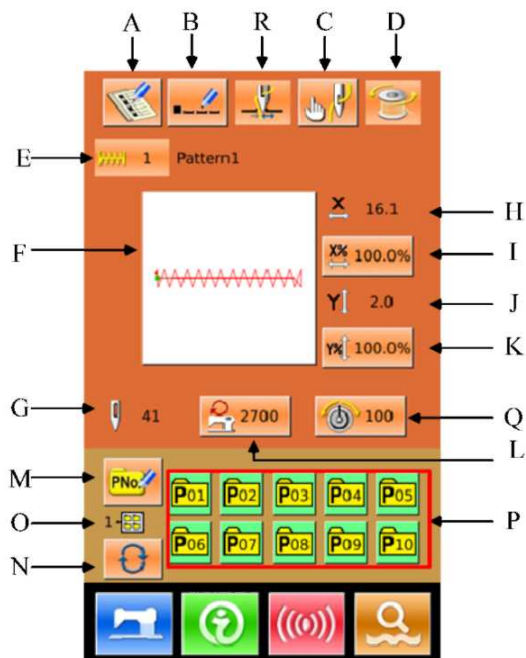 A B R C D
E 1 Pattern1
X 16.1 H
F X% 100.0% I
Y 2.0 J
Y% 100.0% K
G 41 2700 100 Q
L
M PNo.
P01 P02 P03 P04 P05
O 1- P
N P06 P07 P08 P09 P10